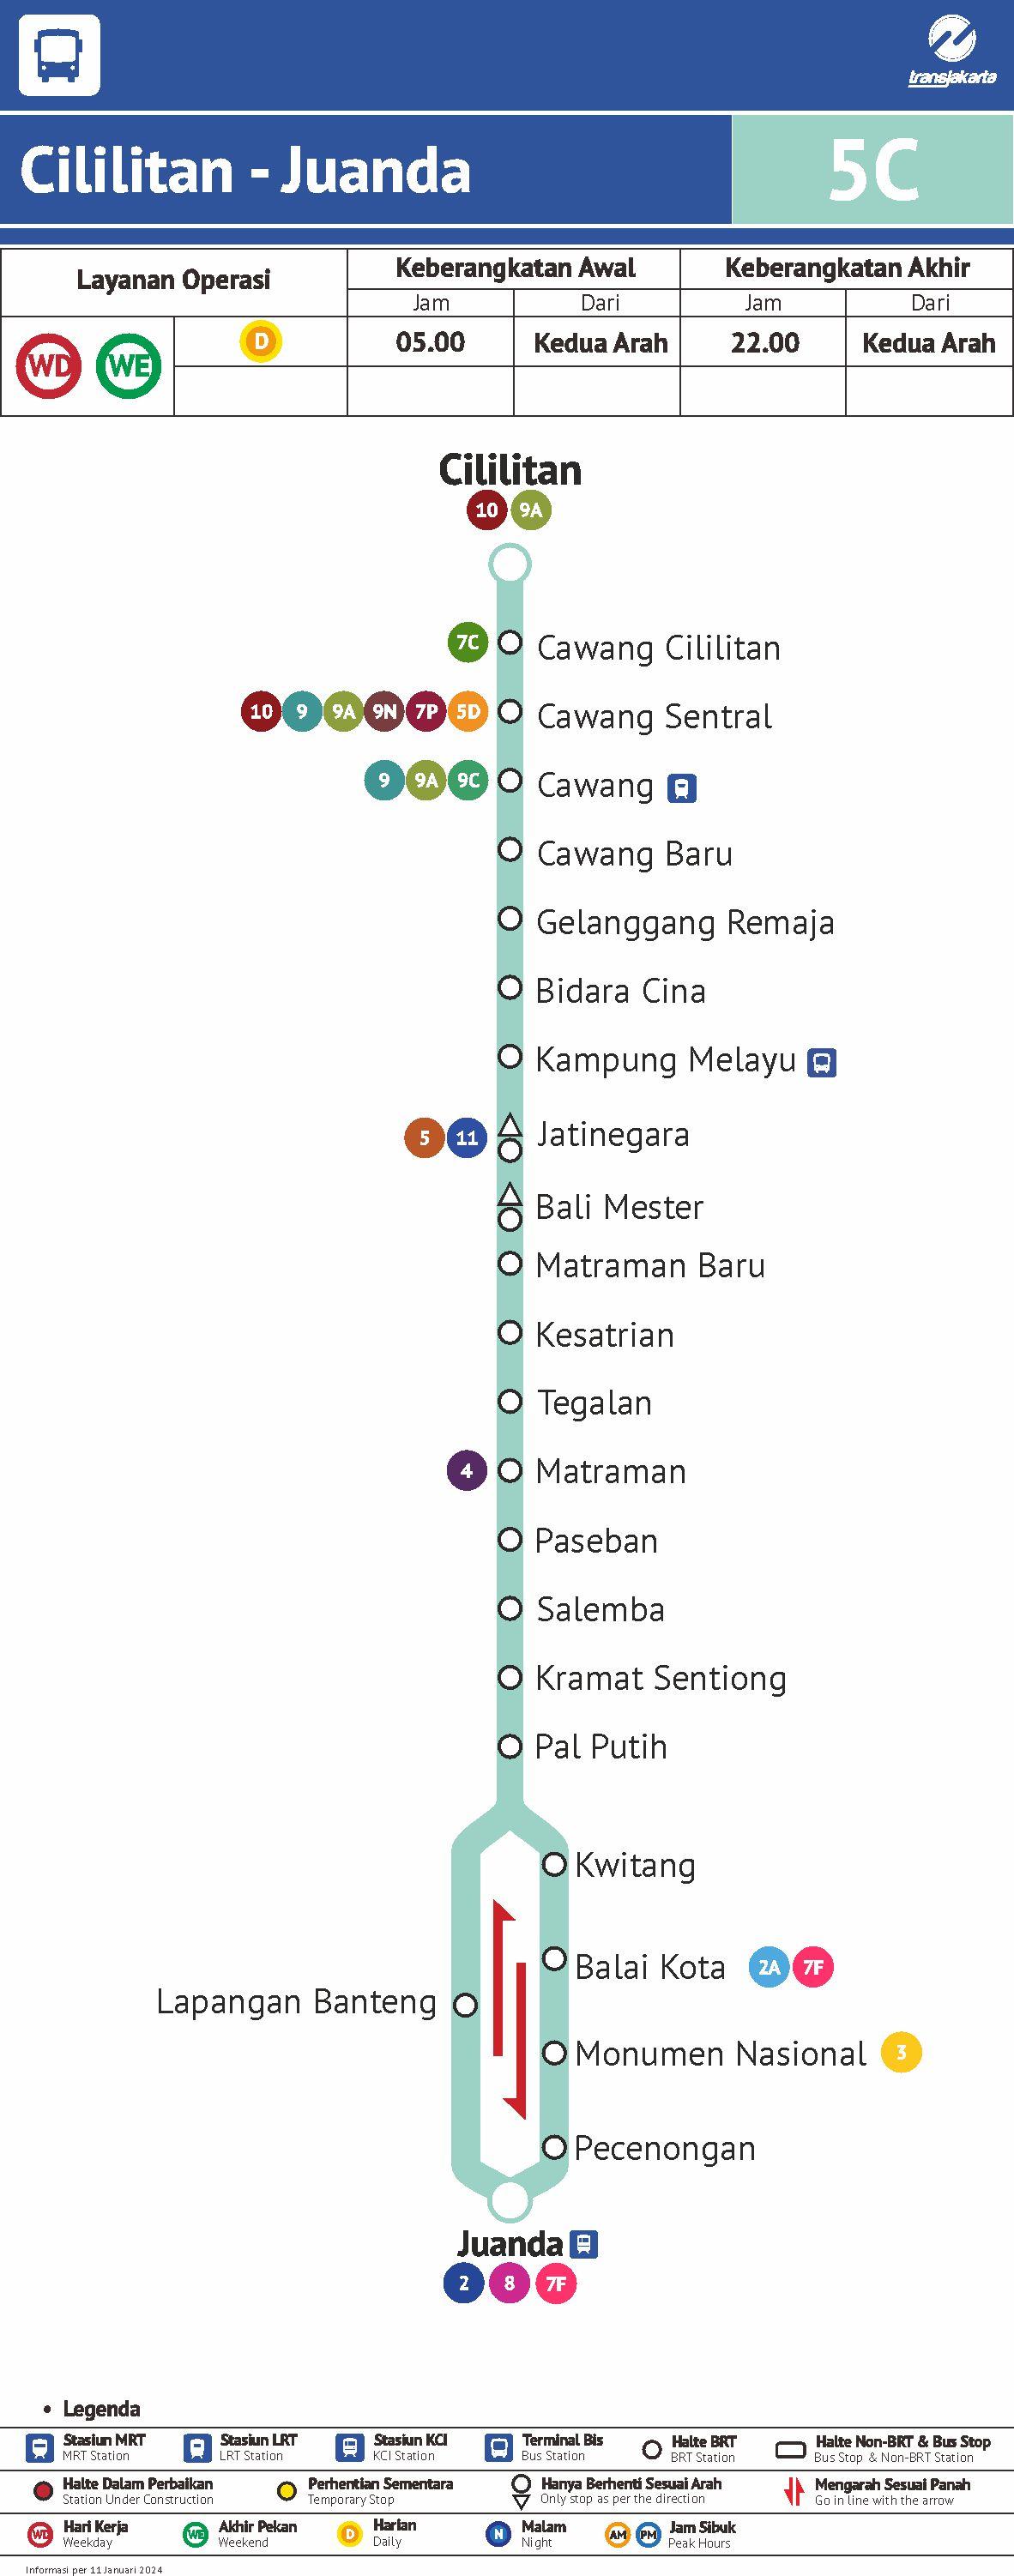 transjakarta
Cililitan - Juanda
5C
Layanan Operasi
Keberangkatan Awal
Keberangkatan Akhir
Jam
Dari
Jam
Dari
WD
WE
D
05.00
Kedua Arah
22.00
Kedua Arah
Cililitan
10 9A
7C Cawang Cililitan
10 9 9A 9N 7P 5D Cawang Sentral
9 9A 9C Cawang
Cawang Baru
Gelanggang Remaja
Bidara Cina
Kampung Melayu
5 11 Jatinegara
Bali Mester
Matraman Baru
Kesatrian
Tegalan
4 Matraman
Paseban
Salemba
Kramat Sentiong
Pal Putih
Kwitang
Balai Kota 2A 7F
Lapangan Banteng
Monumen Nasional 3
Pecenongan
Juanda
2 8 7F
• Legenda
Stasiun MRT
MRT Station
Stasiun LRT
LRT Station
Stasiun KCI
KCI Station
Terminal Bis
Bus Station
Halte BRT
BRT Station
Halte Non-BRT & Bus Stop
Bus Stop & Non-BRT Station
Halte Dalam Perbaikan
Station Under Construction
Perhentian Sementara
Temporary Stop
Hanya Berhenti Sesuai Arah
Only stop as per the direction
Mengarah Sesuai Panah
Go in line with the arrow
WD
Hari Kerja
Weekday
WE
Akhir Pekan
Weekend
D
Harian
Daily
N
Malam
Night
AM PM
Jam Sibuk
Peak Hours
Informasi per 11 Januari 2024